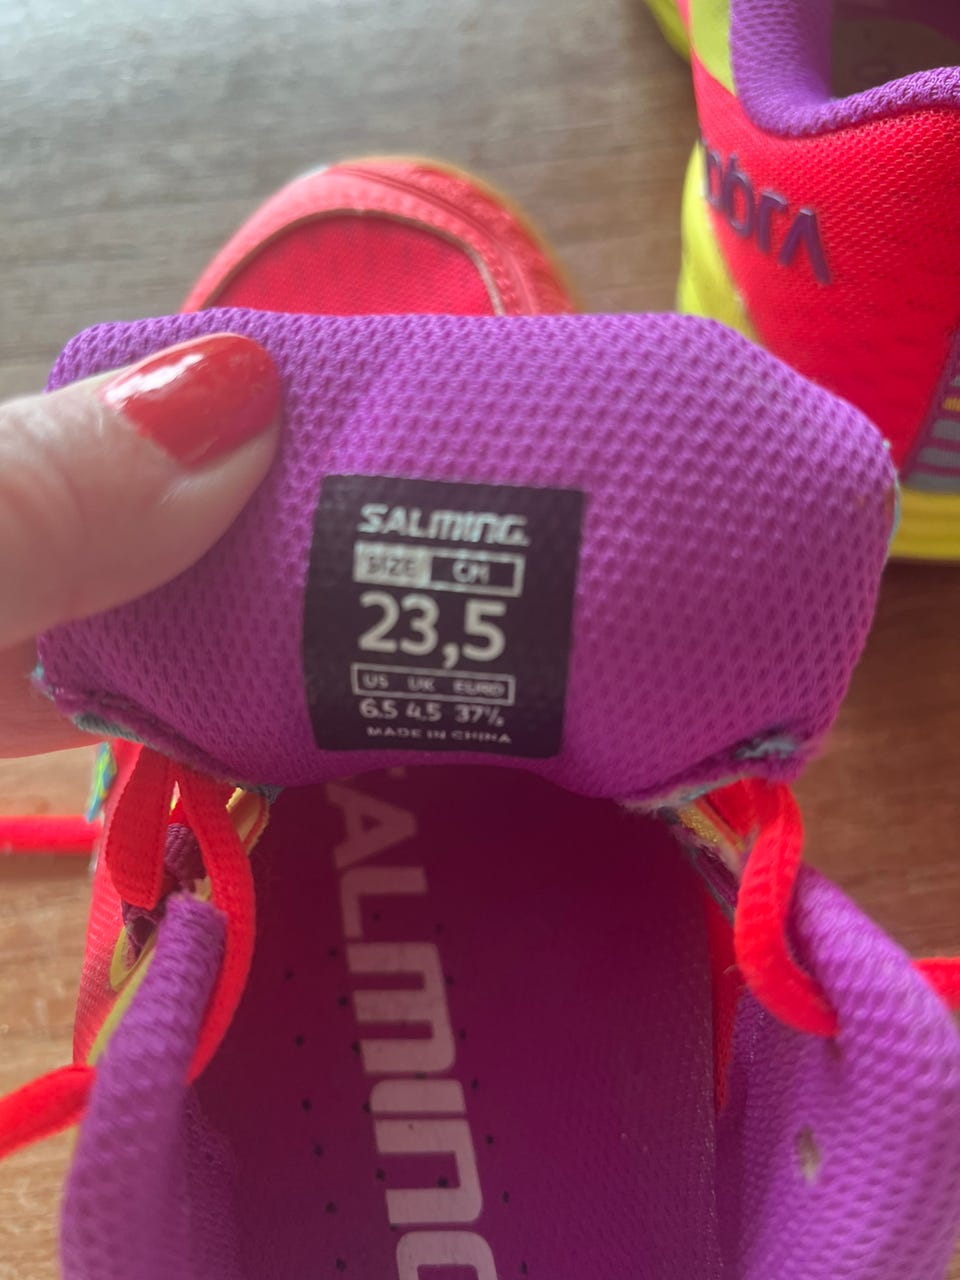 SALMING
SIZE CM
23,5
US UK EURO
6.5 4.5 37⅓
MADE IN CHINA
SALMING